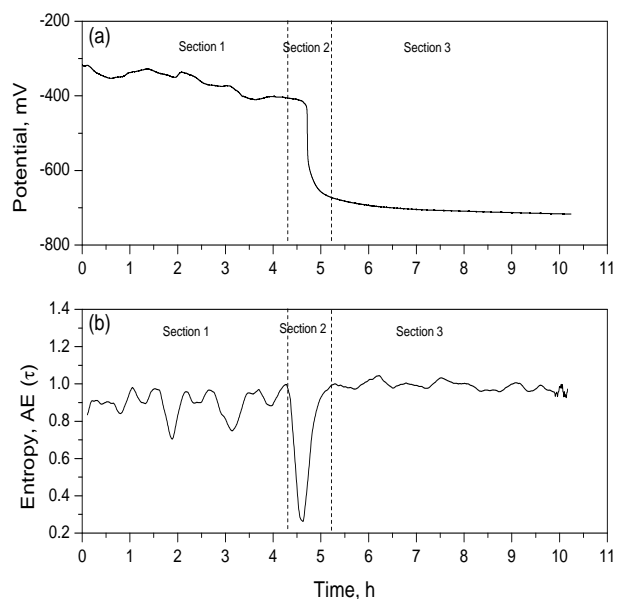 -200
(a)
Section 1
Section 2
Section 3
-400
-600
-800
Potential, mV
0 1 2 3 4 5 6 7 8 9 10 11
1.4
(b)
Section 1
Section 2
Section 3
1.2
1.0
0.8
0.6
0.4
0.2
Entropy, AE (τ)
0 1 2 3 4 5 6 7 8 9 10 11
Time, h